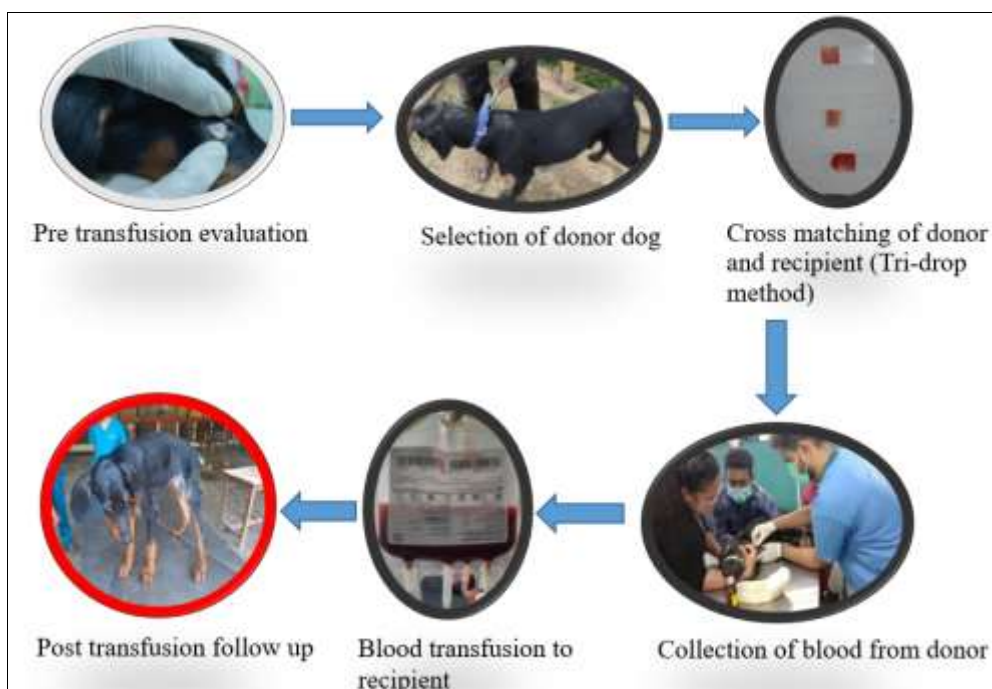 Pre transfusion evaluation
Selection of donor dog
Cross matching of donor
and recipient (Tri-drop
method)
Post transfusion follow up
Blood transfusion to
recipient
Collection of blood from donor